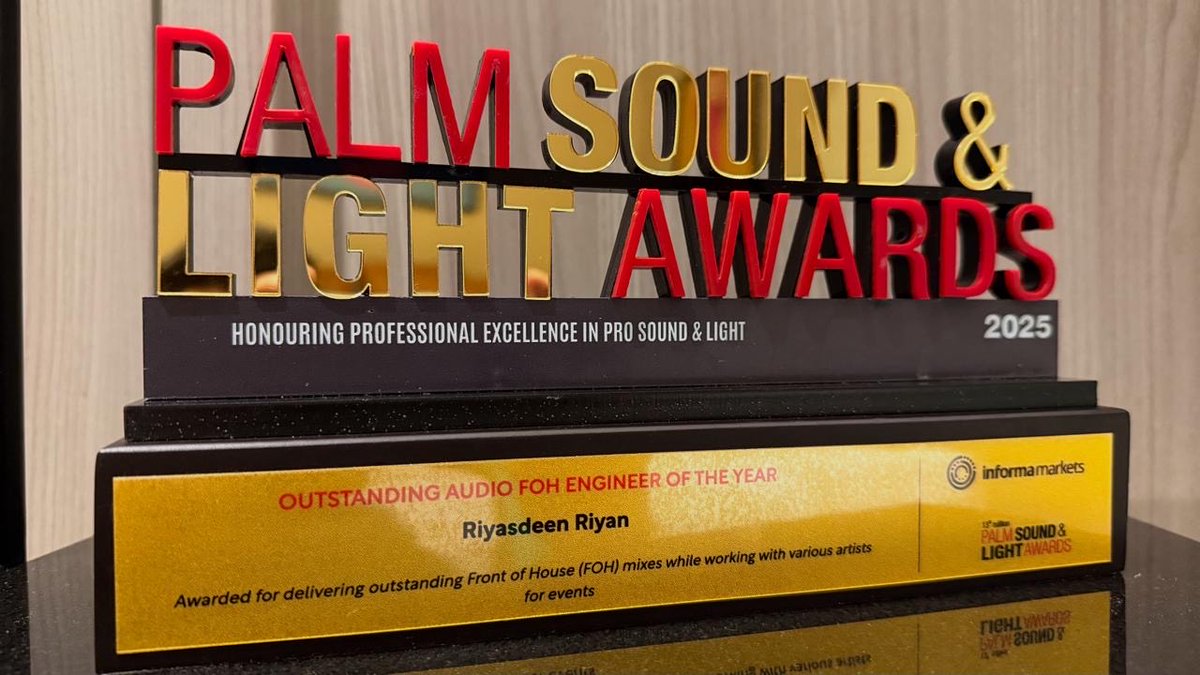 PALM SOUND &
LIGHT AWARDS
HONOURING PROFESSIONAL EXCELLENCE IN PRO SOUND & LIGHT
2025
OUTSTANDING AUDIO FOH ENGINEER OF THE YEAR
Riyasdeen Riyan
Awarded for delivering outstanding Front of House (FOH) mixes while working with various artists
for events
informa markets
13th edition
PALM SOUND &
LIGHT AWARDS